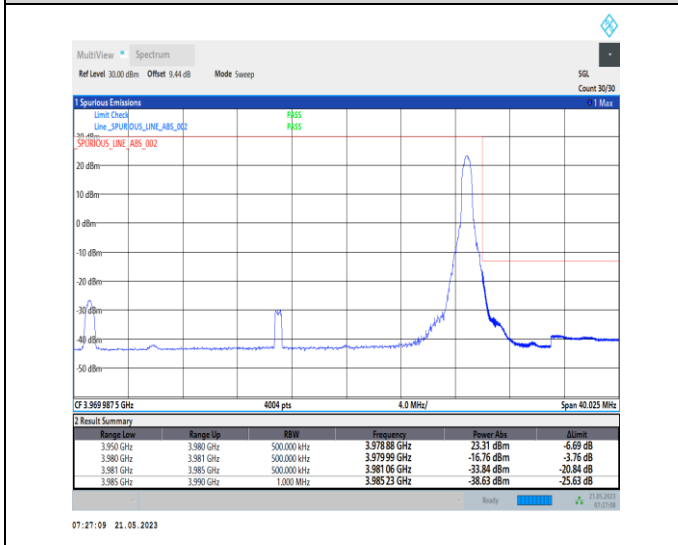 MultiView Spectrum
Ref Level 30.00 dBm Offset 9.44 dB Mode Sweep SGL
Count 30/30
1 Spurious Emissions 1 Max
Limit Check PASS
Line _SPURIOUS_LINE_ABS_002 PASS
30 dBm
_SPURIOUS_LINE_ABS_002
20 dBm
10 dBm
0 dBm
-10 dBm
-20 dBm
-30 dBm
-40 dBm
-50 dBm
CF 3.969 987 5 GHz 4004 pts 4.0 MHz/ Span 40.025 MHz
2 Result Summary
Range Low Range Up RBW Frequency Power Abs ΔLimit
3.950 GHz 3.980 GHz 500.000 kHz 3.978 88 GHz 23.31 dBm -6.69 dB
3.980 GHz 3.981 GHz 500.000 kHz 3.979 99 GHz -16.76 dBm -3.76 dB
3.981 GHz 3.985 GHz 500.000 kHz 3.981 06 GHz -33.84 dBm -20.84 dB
3.985 GHz 3.990 GHz 1.000 MHz 3.985 23 GHz -38.63 dBm -25.63 dB
Ready 21.05.2023
07:27:08
07:27:09 21.05.2023